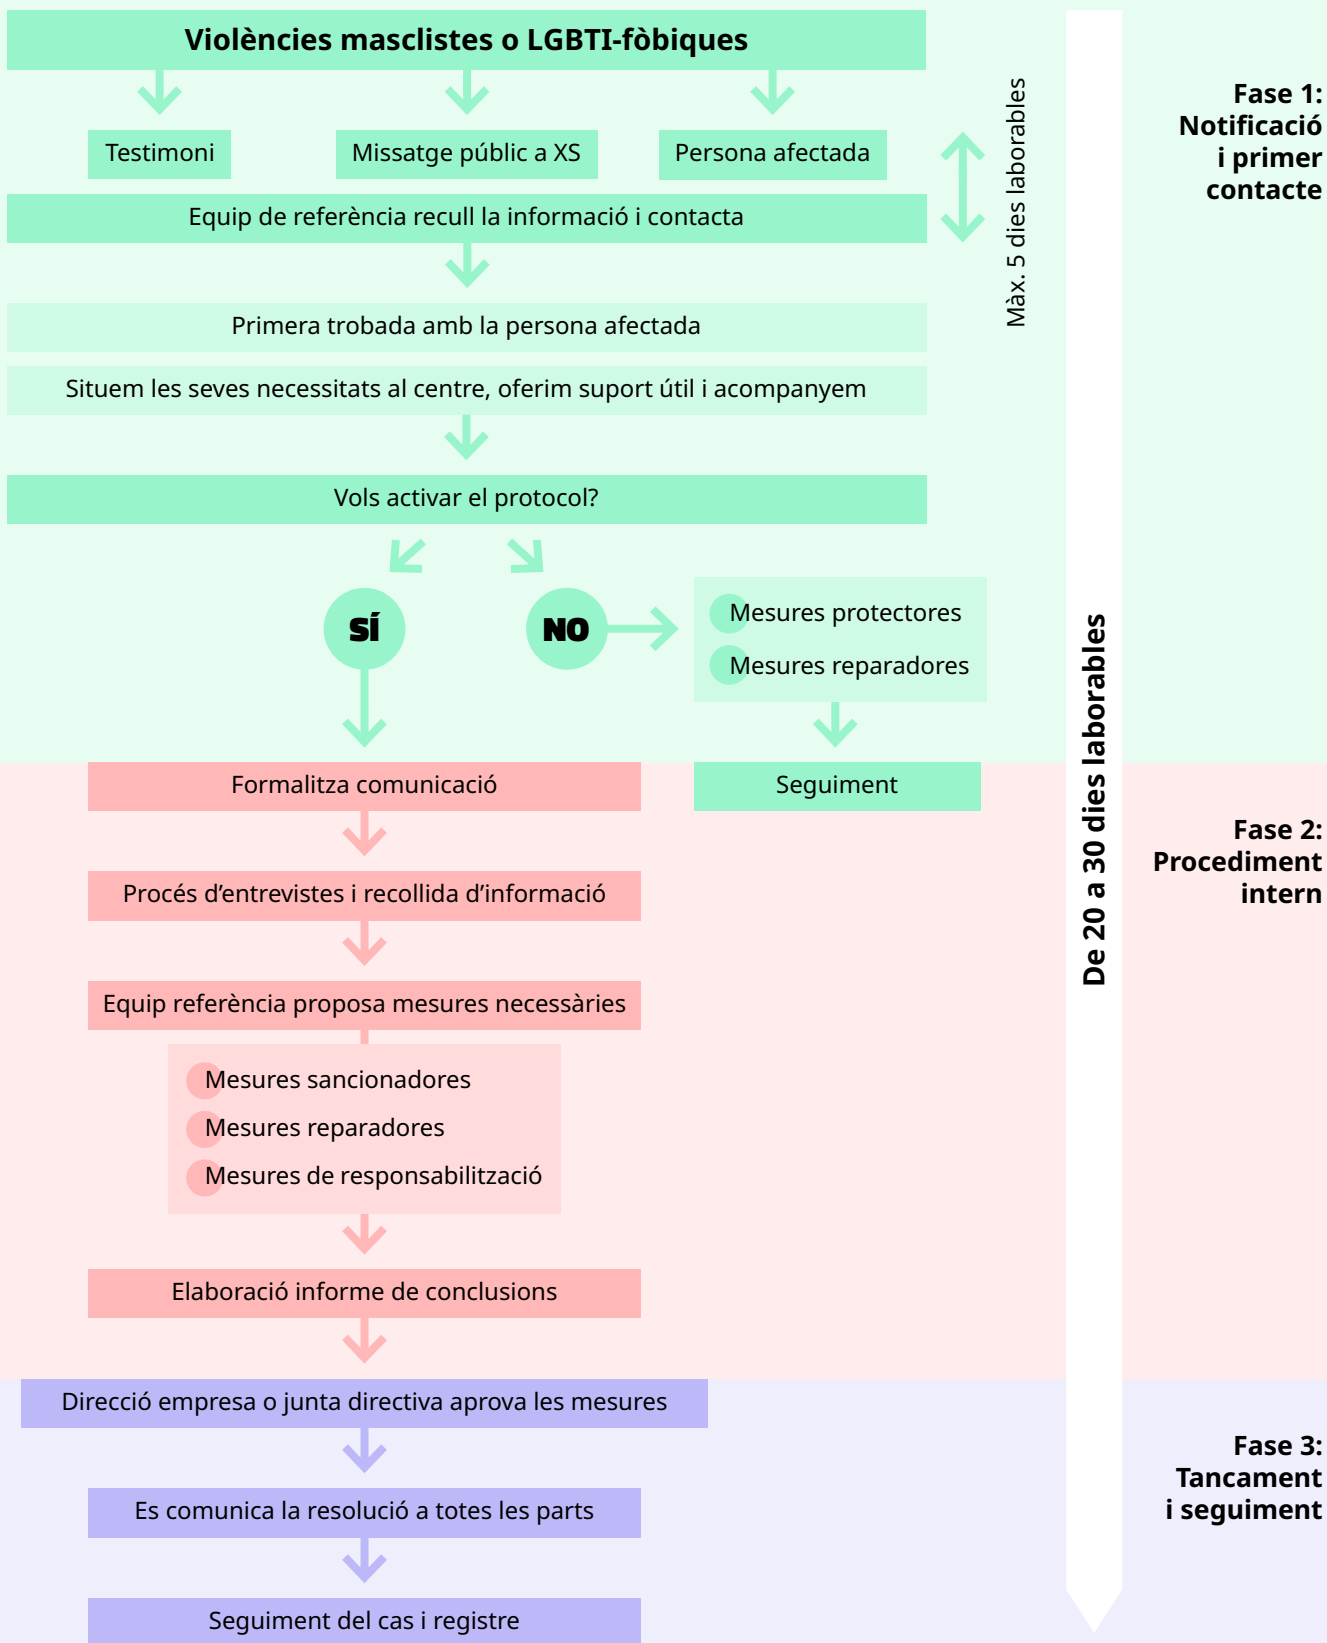 Violències masclistes o LGBTI-fòbiques
Testimoni
Missatge públic a XS
Persona afectada
Equip de referència recull la informació i contacta
Màx. 5 dies laborables
Fase 1:
Notificació
i primer
contacte
Primera trobada amb la persona afectada
Situem les seves necessitats al centre, oferim suport útil i acompanyem
Vols activar el protocol?
SÍ
NO
Mesures protectores
Mesures reparadores
Seguiment
De 20 a 30 dies laborables
Formalitza comunicació
Procés d’entrevistes i recollida d’informació
Equip referència proposa mesures necessàries
Mesures sancionadores
Mesures reparadores
Mesures de responsabilització
Elaboració informe de conclusions
Fase 2:
Procediment
intern
Direcció empresa o junta directiva aprova les mesures
Es comunica la resolució a totes les parts
Seguiment del cas i registre
Fase 3:
Tancament
i seguiment